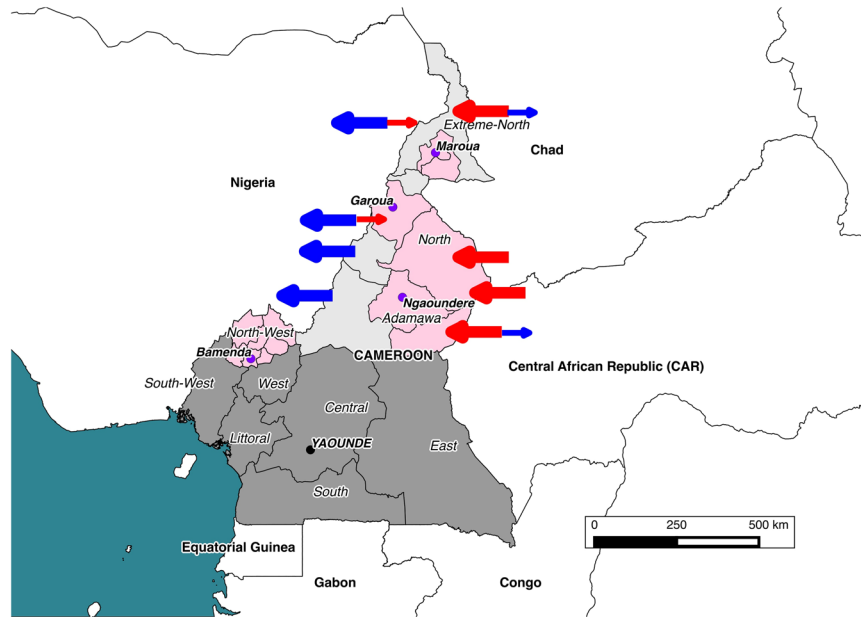 Extreme-North
Maroua
Chad
Nigeria
Garoua
North
Ngaoundere
Adamawa
North-West
Bamenda
CAMEROON
Central African Republic (CAR)
South-West
West
Central
Littoral
YAOUNDE
East
South
0 250 500 km
Equatorial Guinea
Gabon
Congo